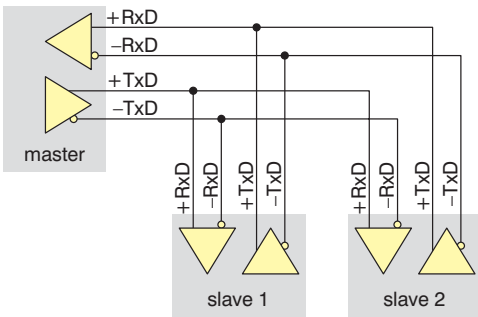 +RxD
−RxD
+TxD
−TxD
master
+RxD
−RxD
+TxD
−TxD
+RxD
−RxD
+TxD
−TxD
slave 1
slave 2